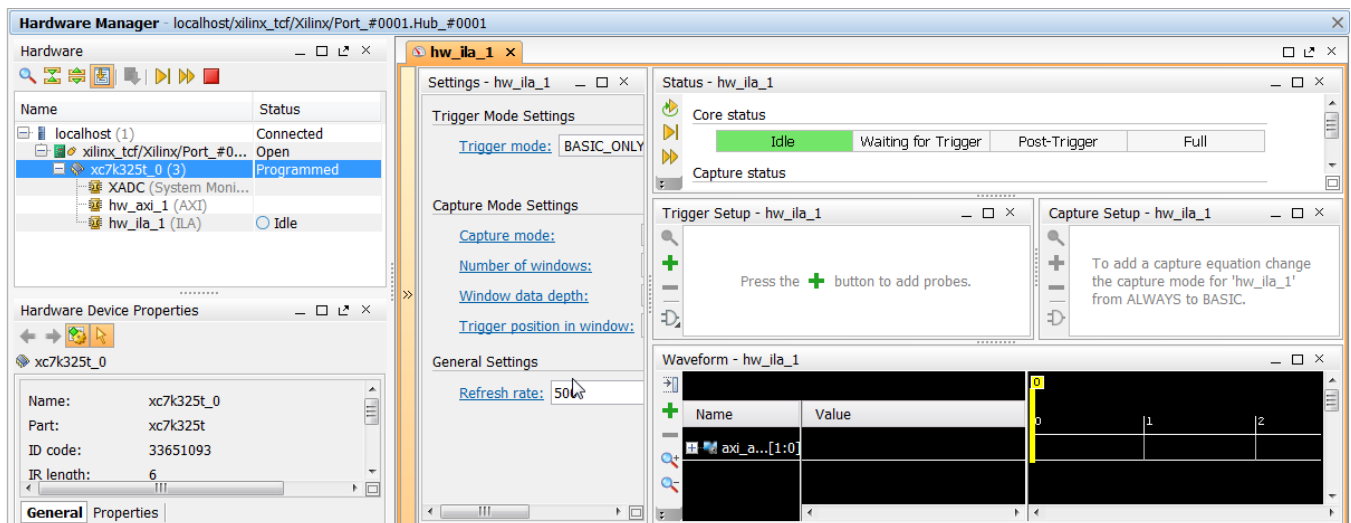 Hardware Manager - localhost/xilinx_tcf/Xilinx/Port_#0001.Hub_#0001
Hardware
Name Status
localhost (1) Connected
xilinx_tcf/Xilinx/Port_#0... Open
xc7k325t_0 (3) Programmed
XADC (System Moni...
hw_axi_1 (AXI)
hw_ila_1 (ILA) Idle
Hardware Device Properties
xc7k325t_0
Name: xc7k325t_0
Part: xc7k325t
ID code: 33651093
IR length: 6
General Properties
hw_ila_1
Settings - hw_ila_1
Trigger Mode Settings
Trigger mode: BASIC_ONLY
Capture Mode Settings
Capture mode:
Number of windows:
Window data depth:
Trigger position in window:
General Settings
Refresh rate: 500
Status - hw_ila_1
Core status
Idle Waiting for Trigger Post-Trigger Full
Capture status
Trigger Setup - hw_ila_1
Press the + button to add probes.
Capture Setup - hw_ila_1
To add a capture equation change
the capture mode for 'hw_ila_1'
from ALWAYS to BASIC.
Waveform - hw_ila_1
Name Value
axi_a...[1:0]
0
0 1 2